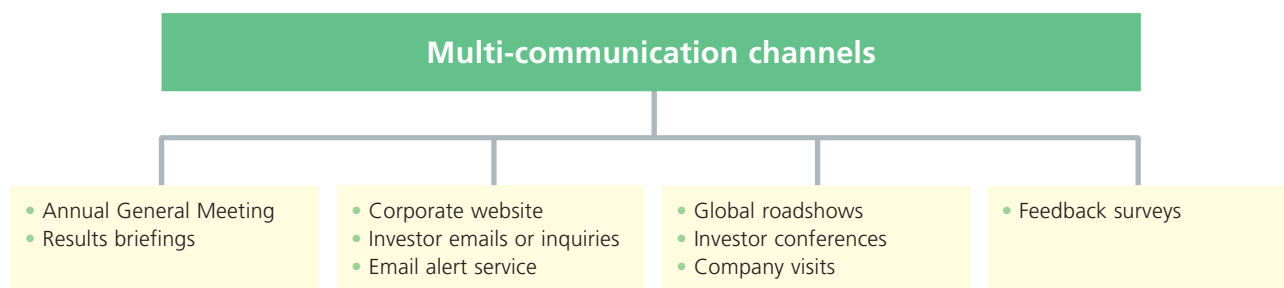 Multi-communication channels
• Annual General Meeting
• Results briefings
• Corporate website
• Investor emails or inquiries
• Email alert service
• Global roadshows
• Investor conferences
• Company visits
• Feedback surveys